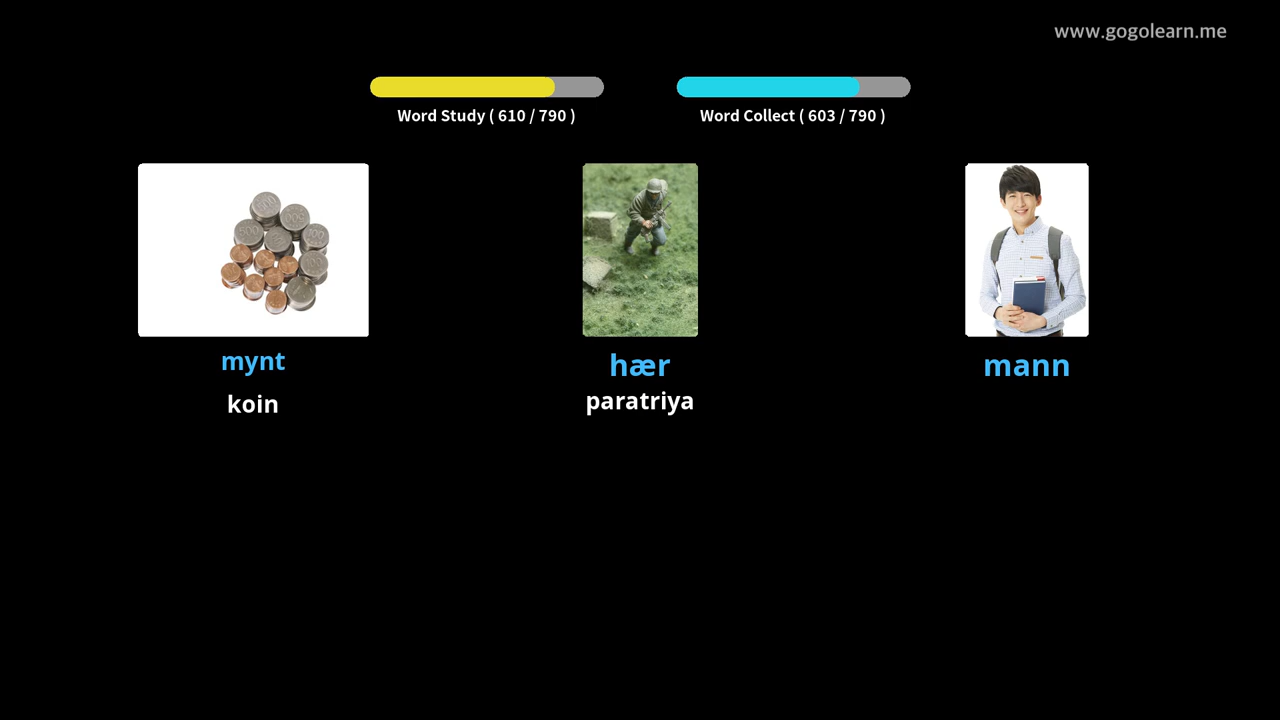 www.gogolearn.me
Word Study ( 610 / 790 )
Word Collect ( 603 / 790 )
mynt
hær
mann
koin
paratriya